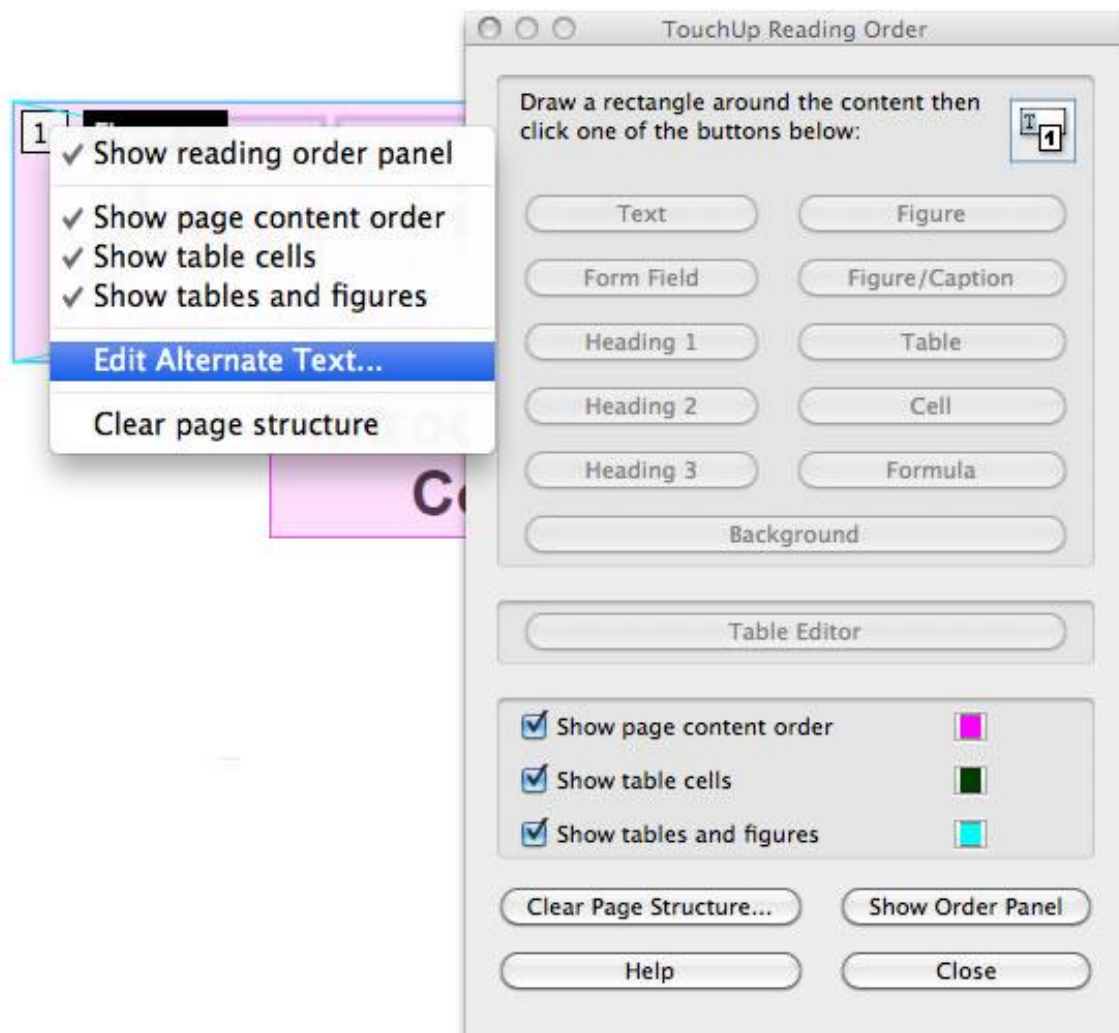 TouchUp Reading Order
1
✓ Show reading order panel
✓ Show page content order
✓ Show table cells
✓ Show tables and figures
Edit Alternate Text...
Clear page structure
Draw a rectangle around the content then
click one of the buttons below:
T 1
Text Figure
Form Field Figure/Caption
Heading 1 Table
Heading 2 Cell
Heading 3 Formula
Background
Table Editor
Show page content order
Show table cells
Show tables and figures
Clear Page Structure... Show Order Panel
Help Close